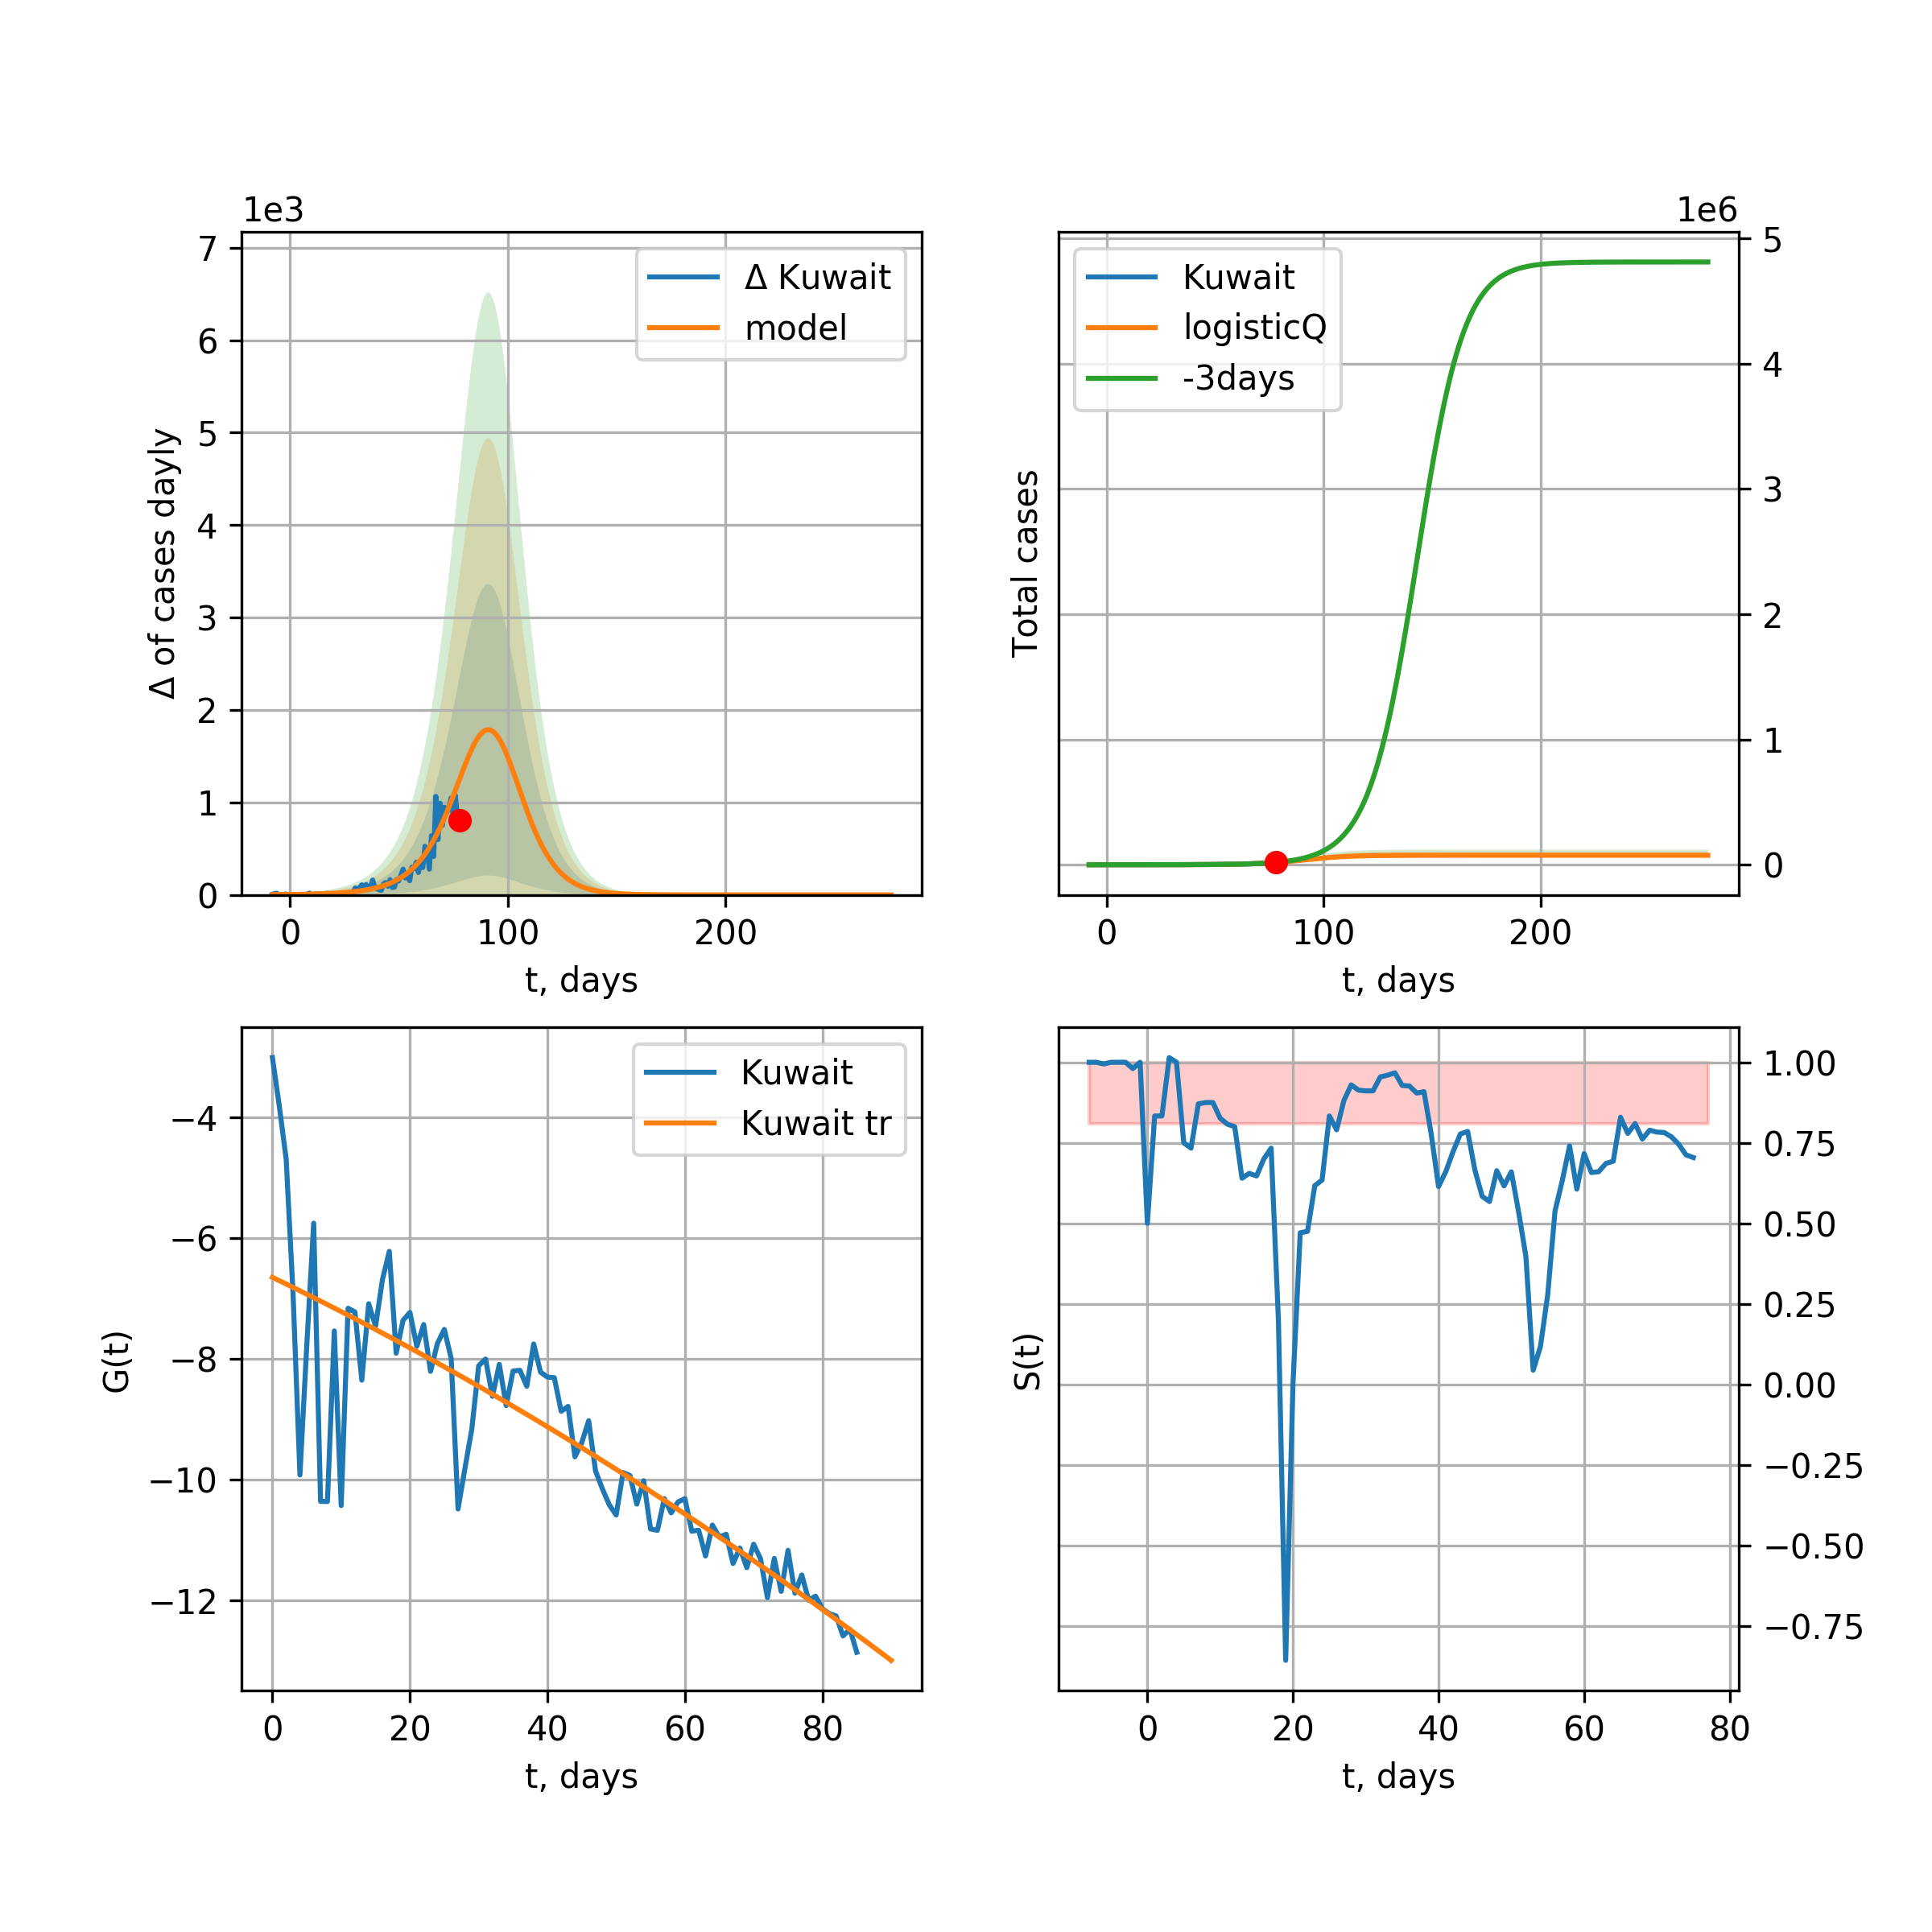 1e3
7
6
5
4
3
2
1
0
Δ of cases dayly
Δ Kuwait
model
0 100 200
t, days
1e6
5
4
3
2
1
0
Total cases
Kuwait
logisticQ
-3days
0 100 200
t, days
−4
−6
−8
−10
−12
G(t)
Kuwait
Kuwait tr
0 20 40 60 80
t, days
1.00
0.75
0.50
0.25
0.00
−0.25
−0.50
−0.75
S(t)
0 20 40 60 80
t, days